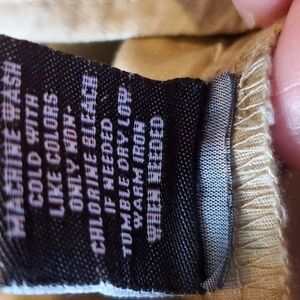 MACHINE WASH
COLD WITH
LIKE COLORS
ONLY NON-
CHLORINE BLEACH
IF NEEDED
TUMBLE DRY LOW
WARM IRON
WHEN NEEDED